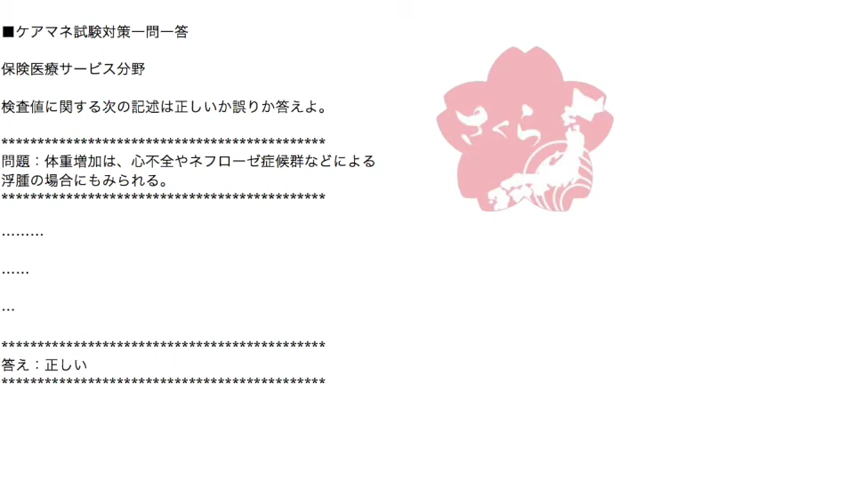 ■ケアマネ試験対策一問一答
保険医療サービス分野
検査値に関する次の記述は正しいか誤りか答えよ。
*********************************************
問題：体重増加は、心不全やネフローゼ症候群などによる
浮腫の場合にもみられる。
*********************************************
………
……
…
*********************************************
答え：正しい
*********************************************
さくら